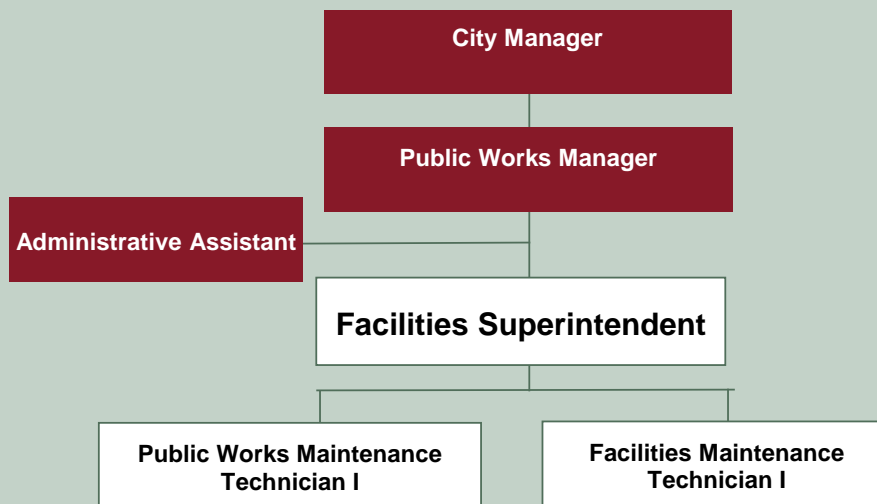 City Manager
Public Works Manager
Administrative Assistant
Facilities Superintendent
Public Works Maintenance
Technician I
Facilities Maintenance
Technician I